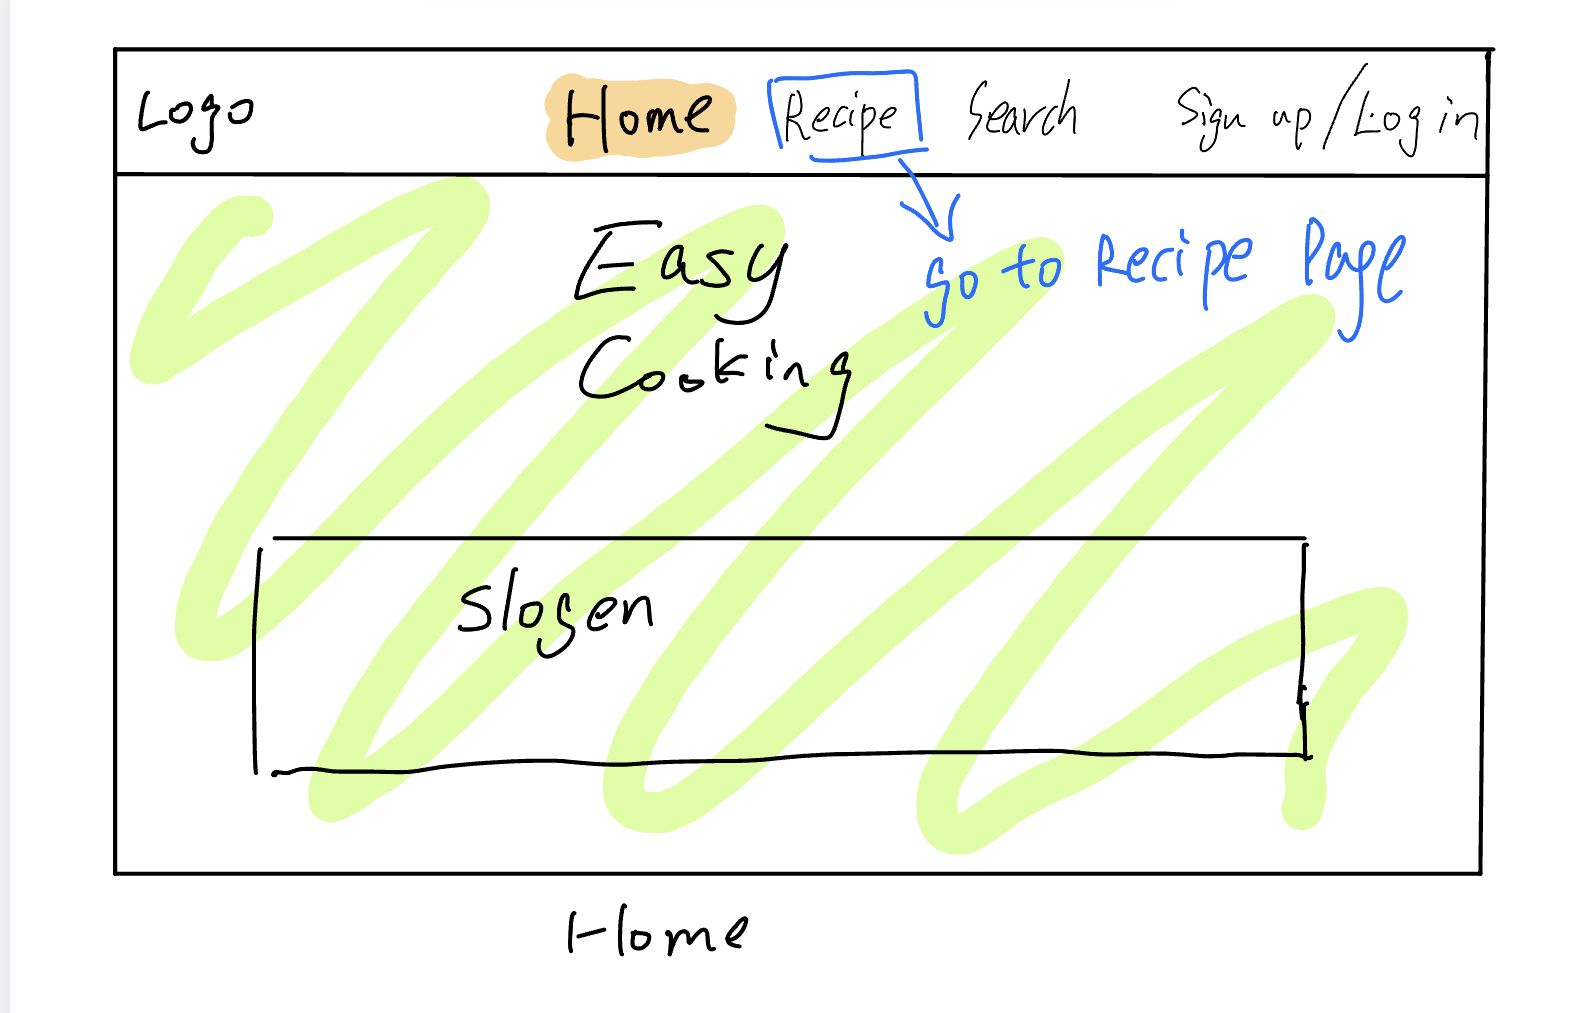 Logo Home Recipe Search Sign up/Log in
Easy
go to Recipe Page
Cooking
Slogen
Home